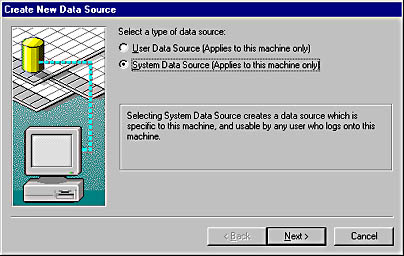 Create New Data Source
Select a type of data source:
User Data Source (Applies to this machine only)
System Data Source (Applies to this machine only)
Selecting System Data Source creates a data source which is
specific to this machine, and usable by any user who logs onto this
machine.
< Back
Next >
Cancel